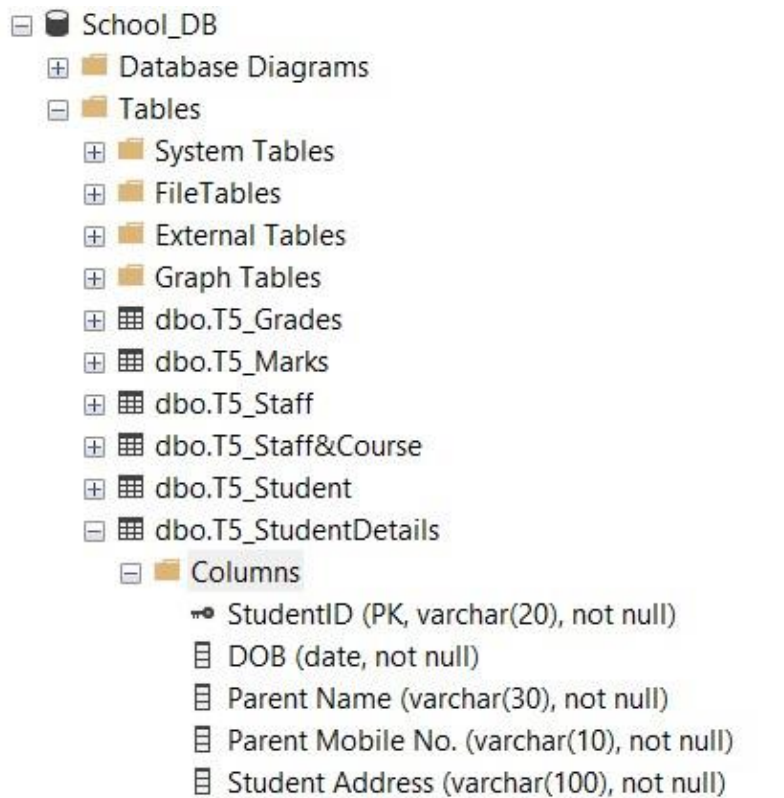 School_DB
Database Diagrams
Tables
System Tables
FileTables
External Tables
Graph Tables
dbo.T5_Grades
dbo.T5_Marks
dbo.T5_Staff
dbo.T5_Staff&Course
dbo.T5_Student
dbo.T5_StudentDetails
Columns
StudentID (PK, varchar(20), not null)
DOB (date, not null)
Parent Name (varchar(30), not null)
Parent Mobile No. (varchar(10), not null)
Student Address (varchar(100), not null)